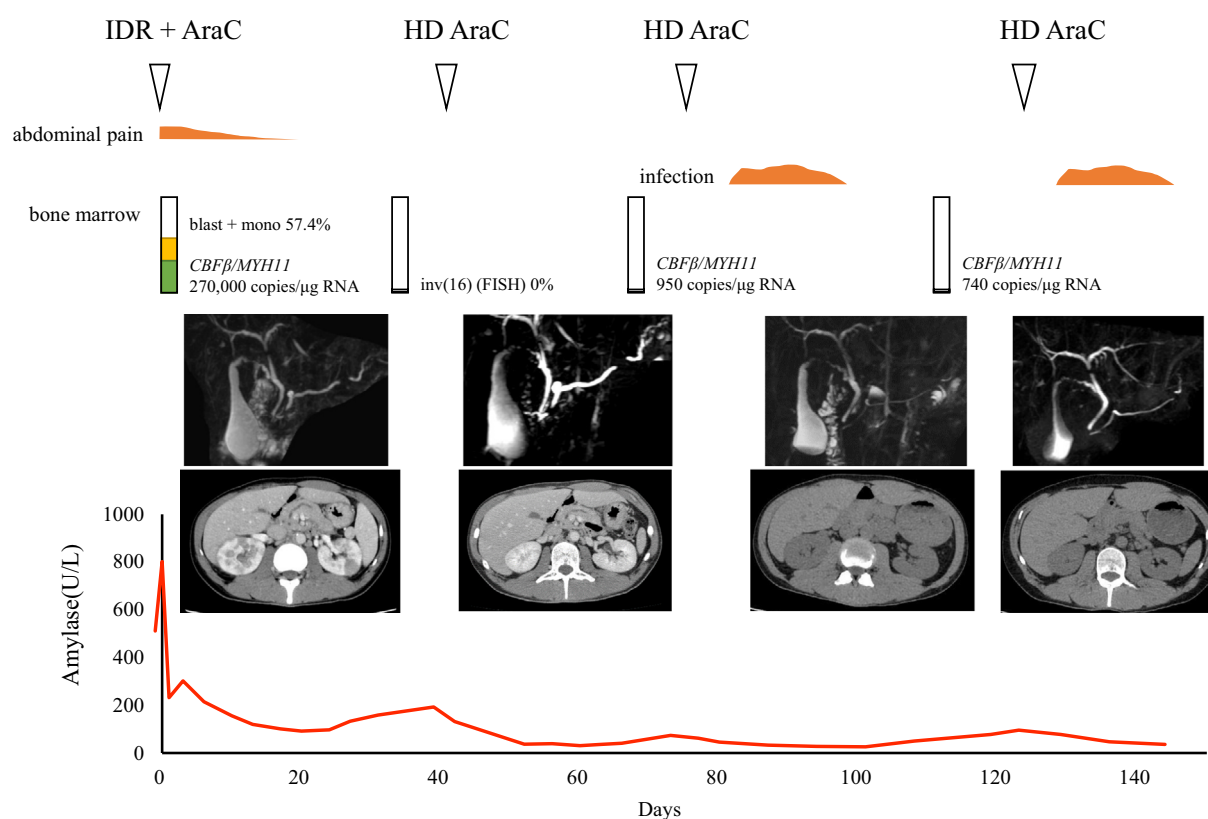 IDR + AraC HD AraC HD AraC HD AraC
abdominal pain
infection
bone marrow
blast + mono 57.4%
CBFβ/MYH11
270,000 copies/μg RNA
inv(16) (FISH) 0%
CBFβ/MYH11
950 copies/μg RNA
CBFβ/MYH11
740 copies/μg RNA
Amylase(U/L)
1000
800
600
400
200
0
0 20 40 60 80 100 120 140
Days